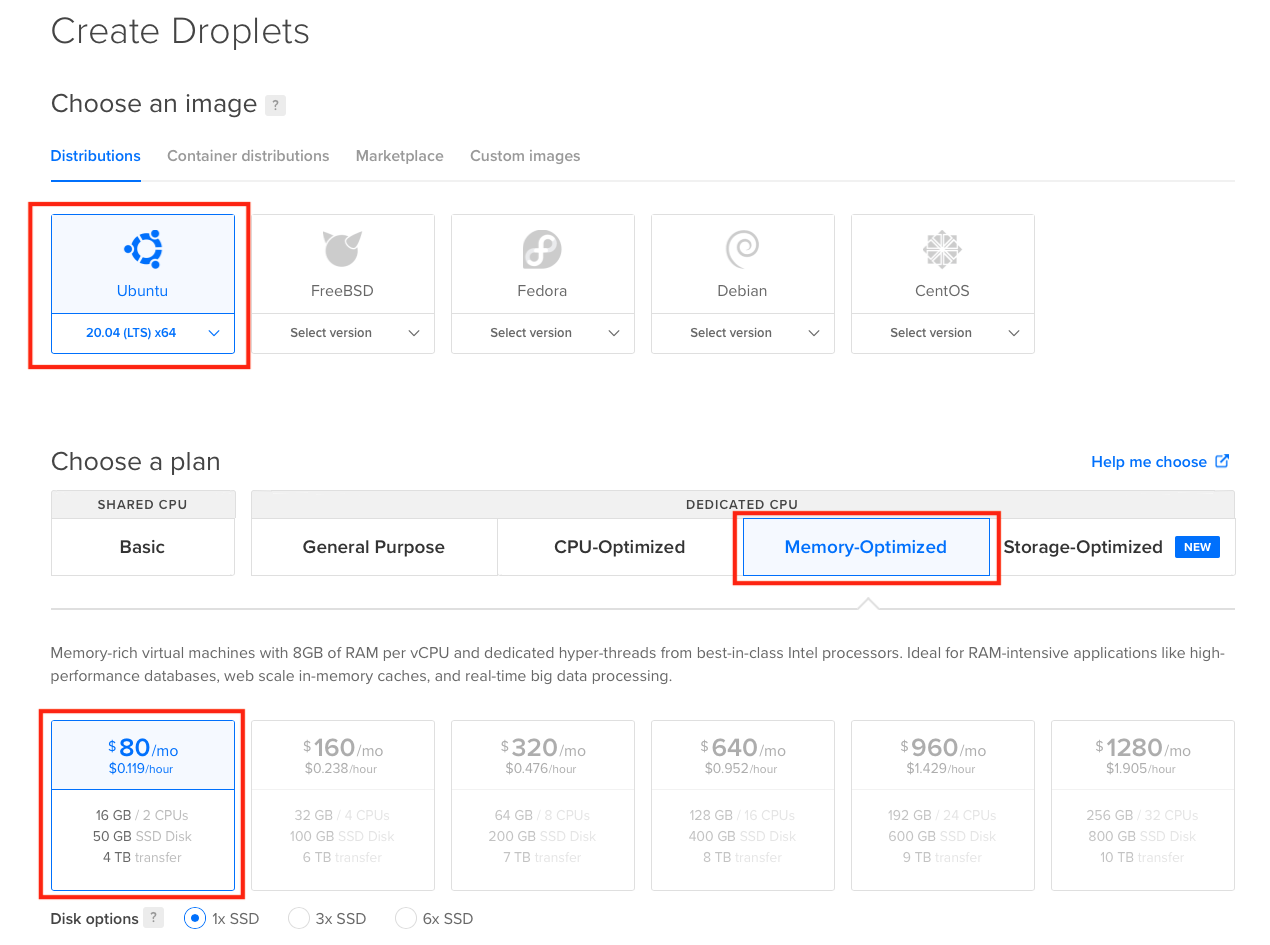 Create Droplets
Choose an image ?
Distributions Container distributions Marketplace Custom images
Ubuntu FreeBSD Fedora Debian CentOS
20.04 (LTS) x64 Select version Select version Select version Select version
Choose a plan Help me choose
SHARED CPU DEDICATED CPU
Basic General Purpose CPU-Optimized Memory-Optimized Storage-Optimized NEW
Memory-rich virtual machines with 8GB of RAM per vCPU and dedicated hyper-threads from best-in-class Intel processors. Ideal for RAM-intensive applications like high-
performance databases, web scale in-memory caches, and real-time big data processing.
$80/mo $160/mo $320/mo $640/mo $960/mo $1280/mo
$0.119/hour $0.238/hour $0.476/hour $0.952/hour $1.429/hour $1.905/hour
16 GB / 2 CPUs 32 GB / 4 CPUs 64 GB / 8 CPUs 128 GB / 16 CPUs 192 GB / 24 CPUs 256 GB / 32 CPUs
50 GB SSD Disk 100 GB SSD Disk 200 GB SSD Disk 400 GB SSD Disk 600 GB SSD Disk 800 GB SSD Disk
4 TB transfer 6 TB transfer 7 TB transfer 8 TB transfer 9 TB transfer 10 TB transfer
Disk options ? 1x SSD 3x SSD 6x SSD